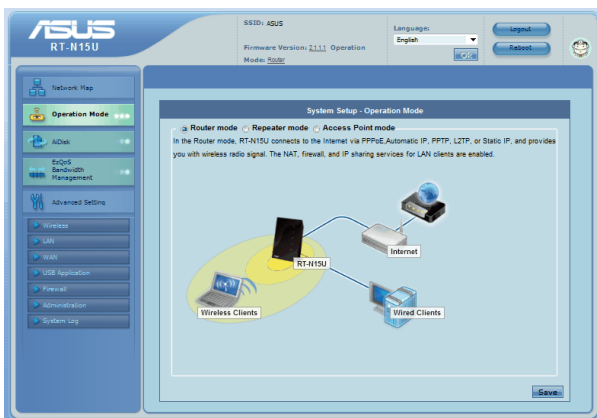 ASUS
RT-N15U
SSID: ASUS
Firmware Version: 2.1.1.1 Operation
Mode: Router
Language:
English
Logout
Reboot
Network Map
Operation Mode
AiDisk
EzQoS
Bandwidth
Management
Advanced Setting
Wireless
LAN
WAN
USB Application
Firewall
Administration
System Log
System Setup - Operation Mode
Router mode Repeater mode Access Point mode
In the Router mode, RT-N15U connects to the Internet via PPPoE,Automatic IP, PPTP, L2TP, or Static IP, and provides
you with wireless radio signal. The NAT, firewall, and IP sharing services for LAN clients are enabled.
Internet
RT-N15U
Wireless Clients
Wired Clients
Save